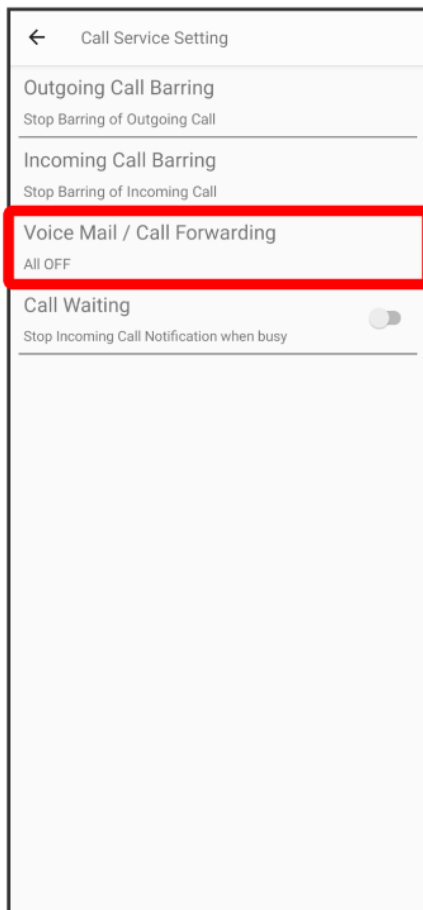 Call Service Setting
Outgoing Call Barring
Stop Barring of Outgoing Call
Incoming Call Barring
Stop Barring of Incoming Call
Voice Mail / Call Forwarding
All OFF
Call Waiting
Stop Incoming Call Notification when busy